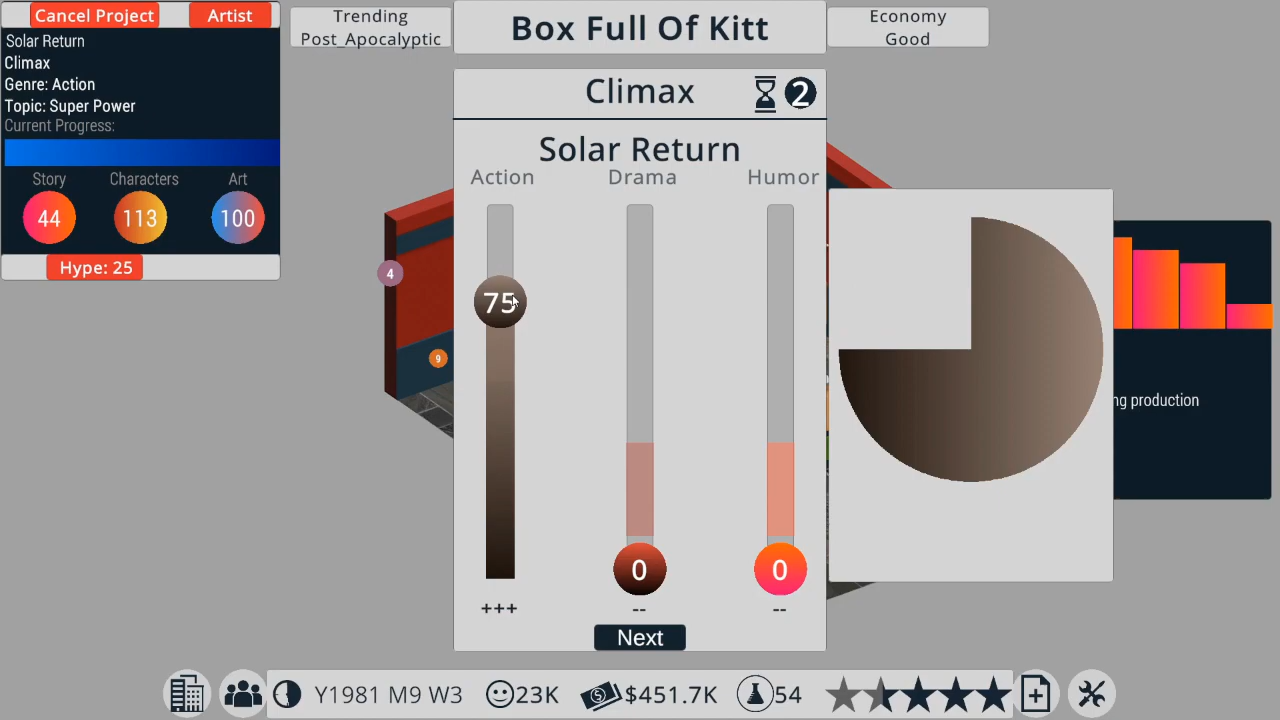 Cancel Project
Artist
Solar Return
Climax
Genre: Action
Topic: Super Power
Current Progress:
Story
Characters
Art
44
113
100
Hype: 25
Trending
Post_Apocalyptic
Box Full Of Kitt
Economy
Good
Climax
2
Solar Return
Action
Drama
Humor
75
0
0
+++
--
--
Next
4
9
ng production
Y1981 M9 W3
23K
$451.7K
54